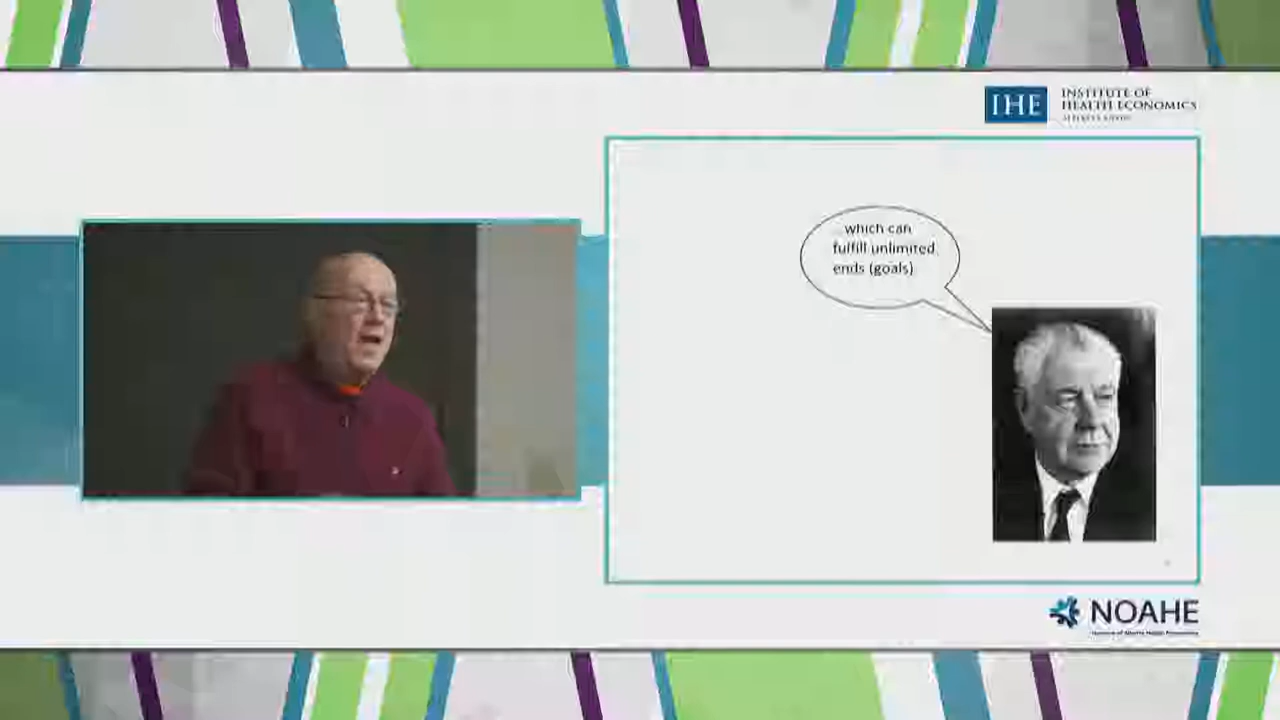 IHE
INSTITUTE OF
HEALTH ECONOMICS
which can
fulfill unlimited
ends (goals)
NOAHE